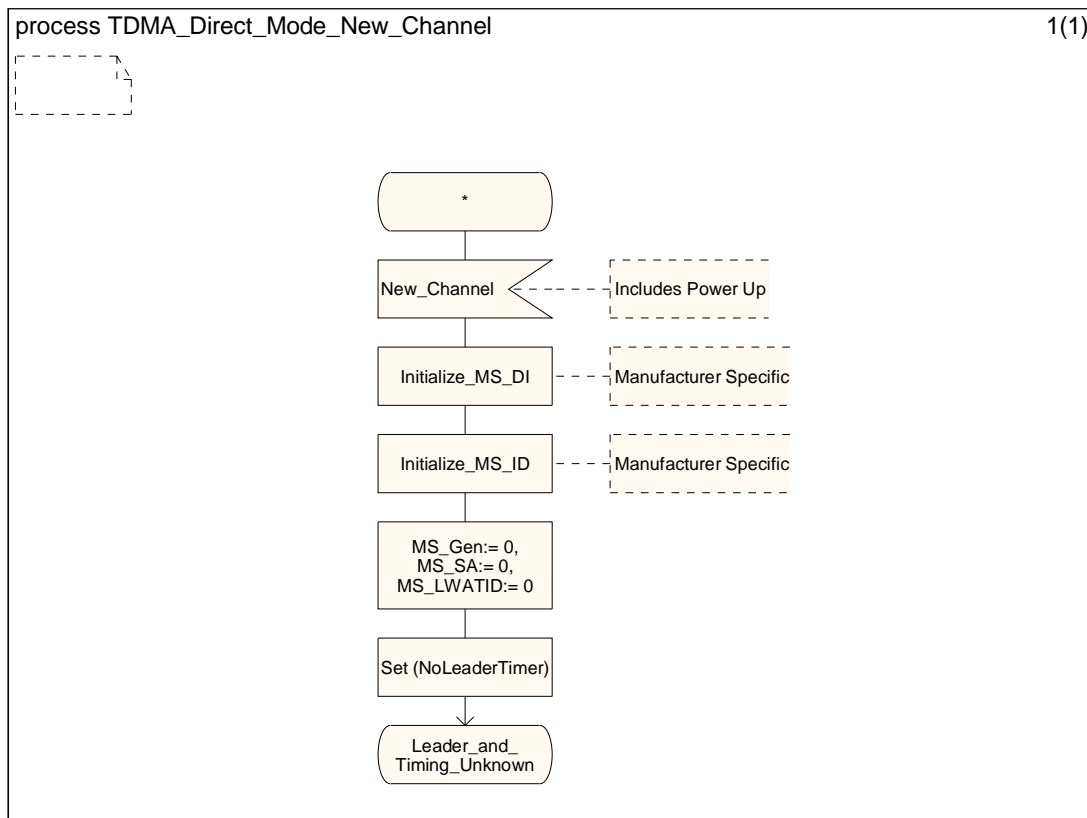 process TDMA_Direct_Mode_New_Channel 1(1)
*
New_Channel
Includes Power Up
Initialize_MS_DI
Manufacturer Specific
Initialize_MS_ID
Manufacturer Specific
MS_Gen:= 0,
MS_SA:= 0,
MS_LWATID:= 0
Set (NoLeaderTimer)
Leader_and_
Timing_Unknown